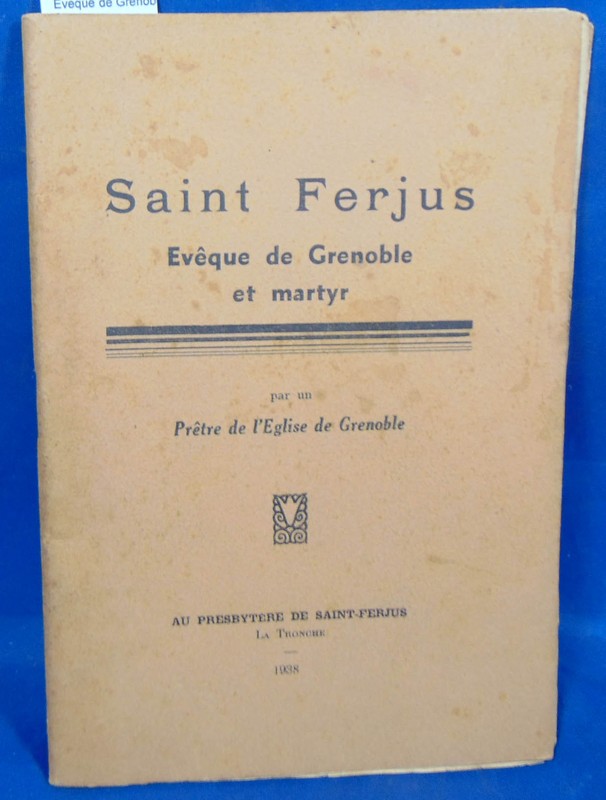 Evêque de Grenob
Saint Ferjus
Evêque de Grenoble
et martyr
par un
Prêtre de l'Eglise de Grenoble
AU PRESBYTÈRE DE SAINT-FERJUS
LA TRONCHE
1938